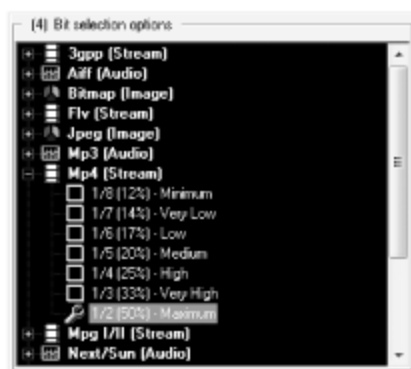 (4) Bit selection options
3gpp (Stream)
Aiff (Audio)
Bitmap (Image)
Flv (Stream)
Jpeg (Image)
Mp3 (Audio)
Mp4 (Stream)
1/8 (12%) - Minimum
1/7 (14%) - Very Low
1/6 (17%) - Low
1/5 (20%) - Medium
1/4 (25%) - High
1/3 (33%) - Very High
1/2 (50%) - Maximum
Mpg I/II (Stream)
Next/Sun (Audio)